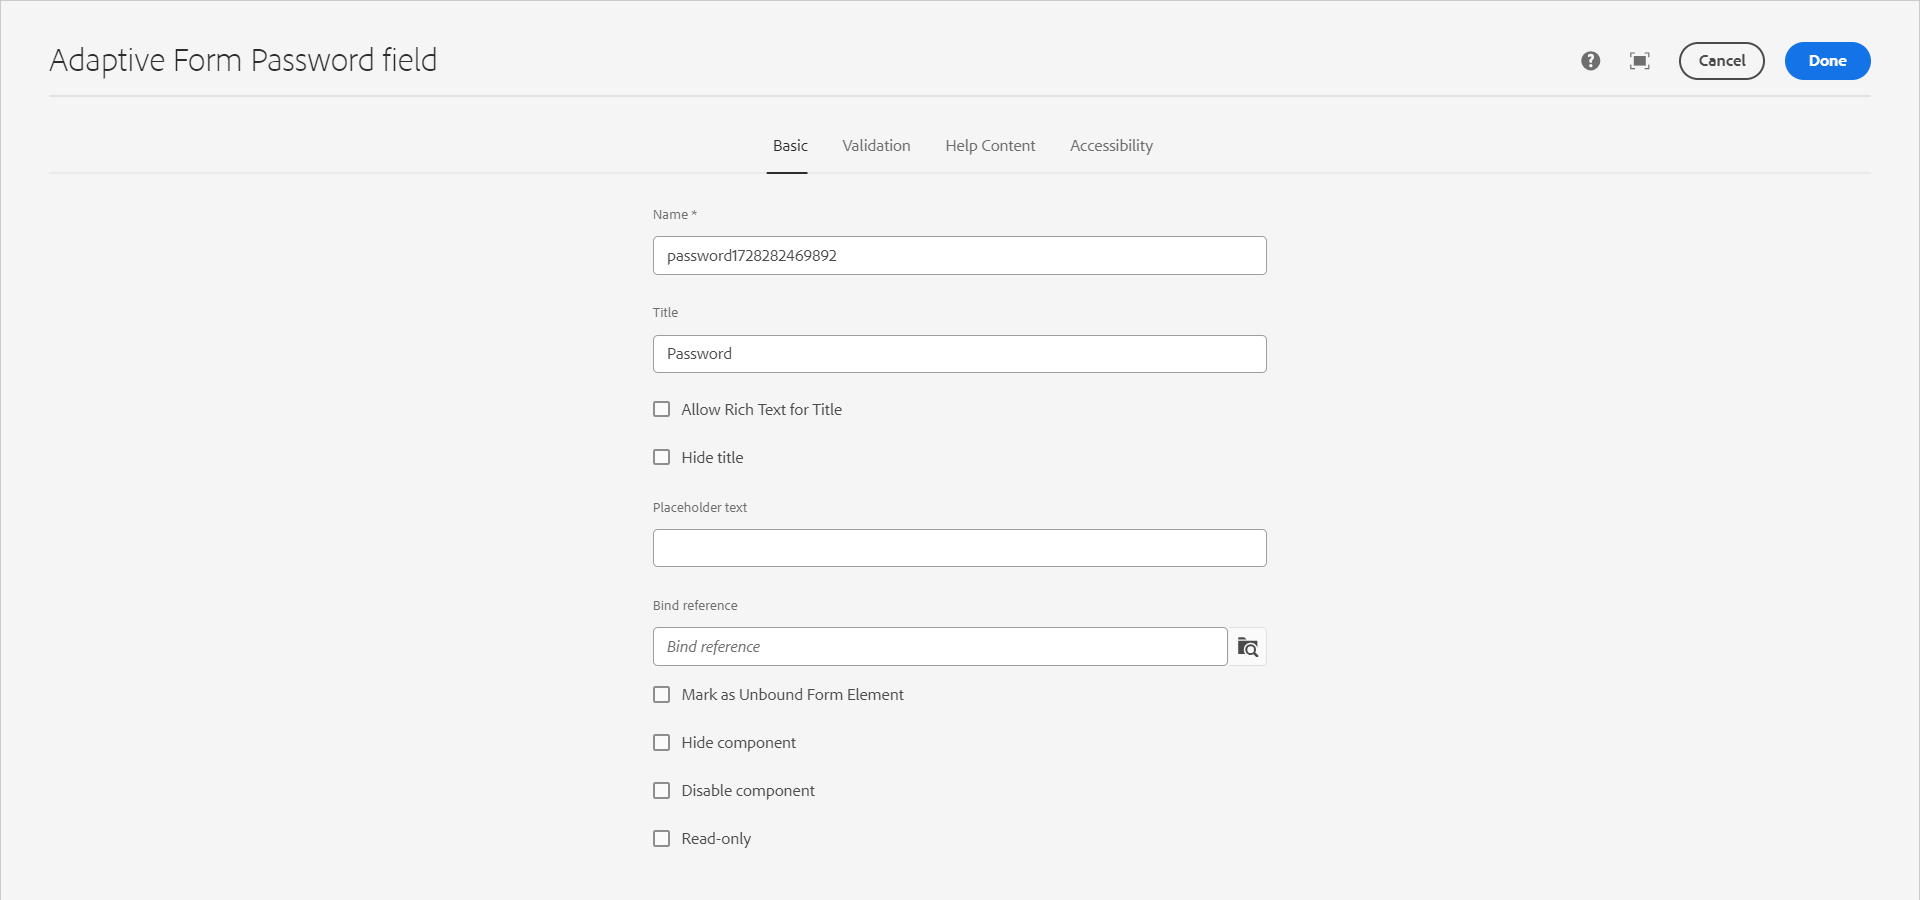 Adaptive Form Password field
Cancel
Done
Basic
Validation
Help Content
Accessibility
Name *
password1728282469892
Title
Password
Allow Rich Text for Title
Hide title
Placeholder text
Bind reference
Bind reference
Mark as Unbound Form Element
Hide component
Disable component
Read-only